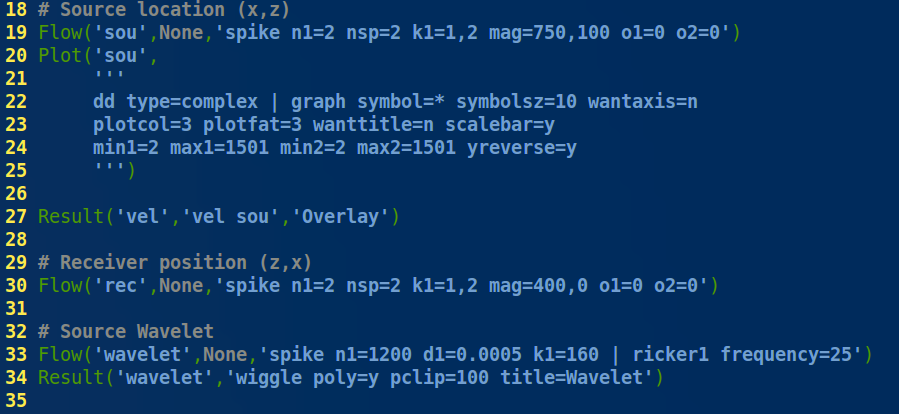 18 # Source location (x,z)
19 Flow('sou',None,'spike n1=2 nsp=2 k1=1,2 mag=750,100 o1=0 o2=0')
20 Plot('sou',
21      '''
22      dd type=complex | graph symbol=* symbolsz=10 wantaxis=n
23      plotcol=3 plotfat=3 wanttitle=n scalebar=y
24      min1=2 max1=1501 min2=2 max2=1501 yreverse=y
25      ''')
26
27 Result('vel','vel sou','Overlay')
28
29 # Receiver position (z,x)
30 Flow('rec',None,'spike n1=2 nsp=2 k1=1,2 mag=400,0 o1=0 o2=0')
31
32 # Source Wavelet
33 Flow('wavelet',None,'spike n1=1200 d1=0.0005 k1=160 | ricker1 frequency=25')
34 Result('wavelet','wiggle poly=y pclip=100 title=Wavelet')
35